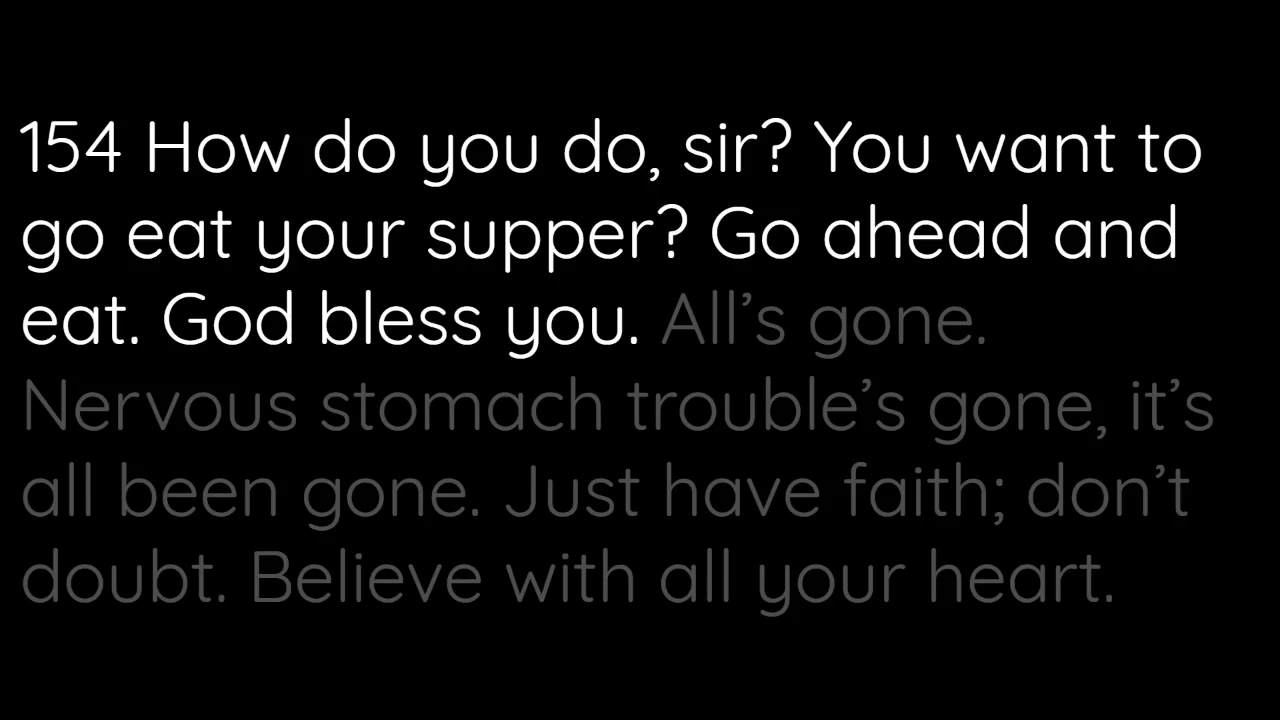 154 How do you do, sir? You want to
go eat your supper? Go ahead and
eat. God bless you. All’s gone.
Nervous stomach trouble’s gone, it’s
all been gone. Just have faith; don’t
doubt. Believe with all your heart.